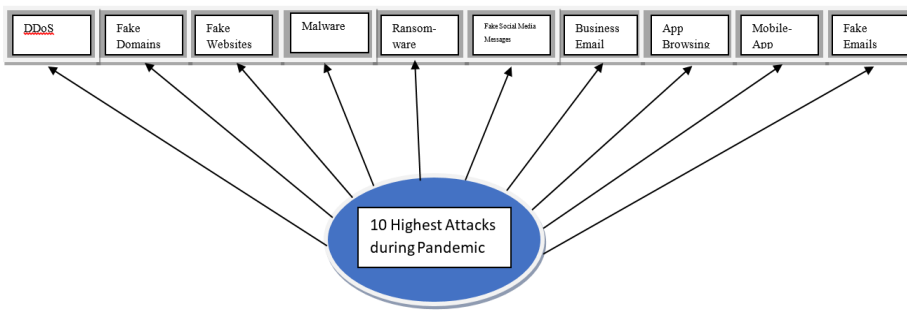 DDoS
Fake
Domains
Fake
Websites
Malware
Ransom-
ware
Fake Social Media
Messages
Business
Email
App
Browsing
Mobile-
App
Fake
Emails
10 Highest Attacks
during Pandemic